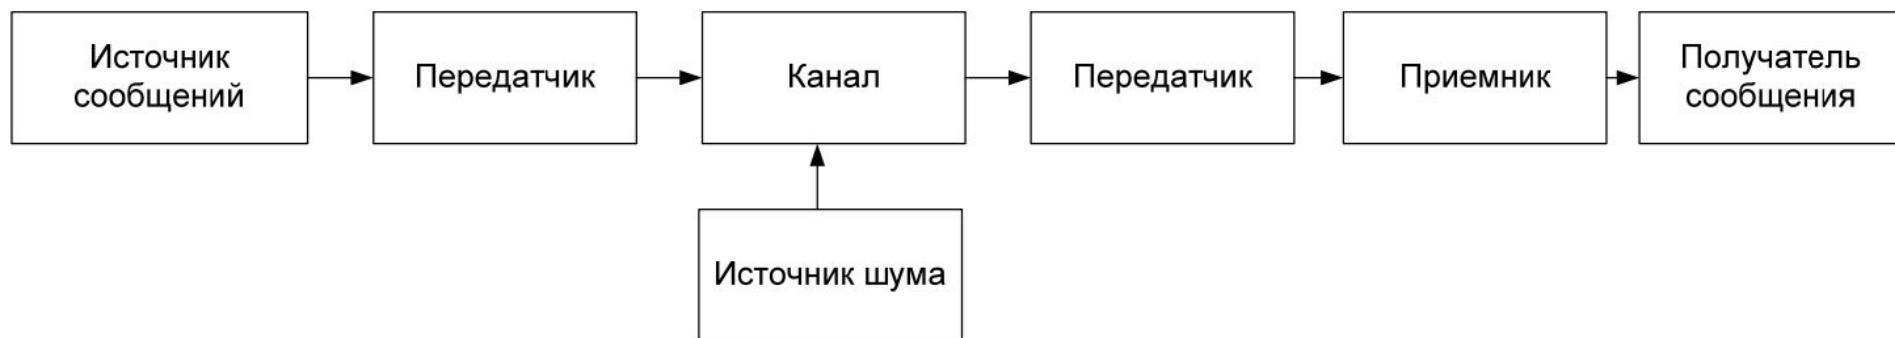 Источник
сообщений
Передатчик
Канал
Передатчик
Приемник
Получатель
сообщения
Источник шума